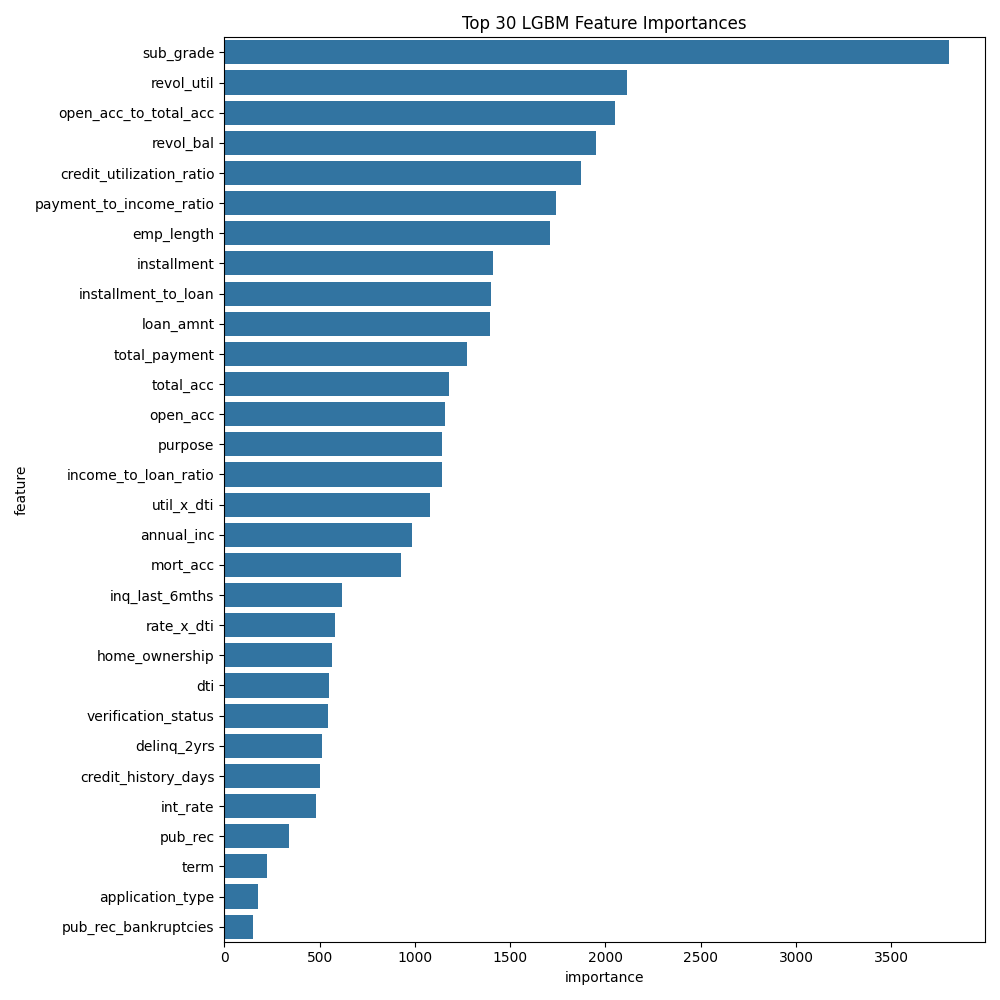 Top 30 LGBM Feature Importances
sub_grade
revol_util
open_acc_to_total_acc
revol_bal
credit_utilization_ratio
payment_to_income_ratio
emp_length
installment
installment_to_loan
loan_amnt
total_payment
total_acc
open_acc
purpose
income_to_loan_ratio
util_x_dti
annual_inc
mort_acc
inq_last_6mths
rate_x_dti
home_ownership
dti
verification_status
delinq_2yrs
credit_history_days
int_rate
pub_rec
term
application_type
pub_rec_bankruptcies
feature
0 500 1000 1500 2000 2500 3000 3500
importance